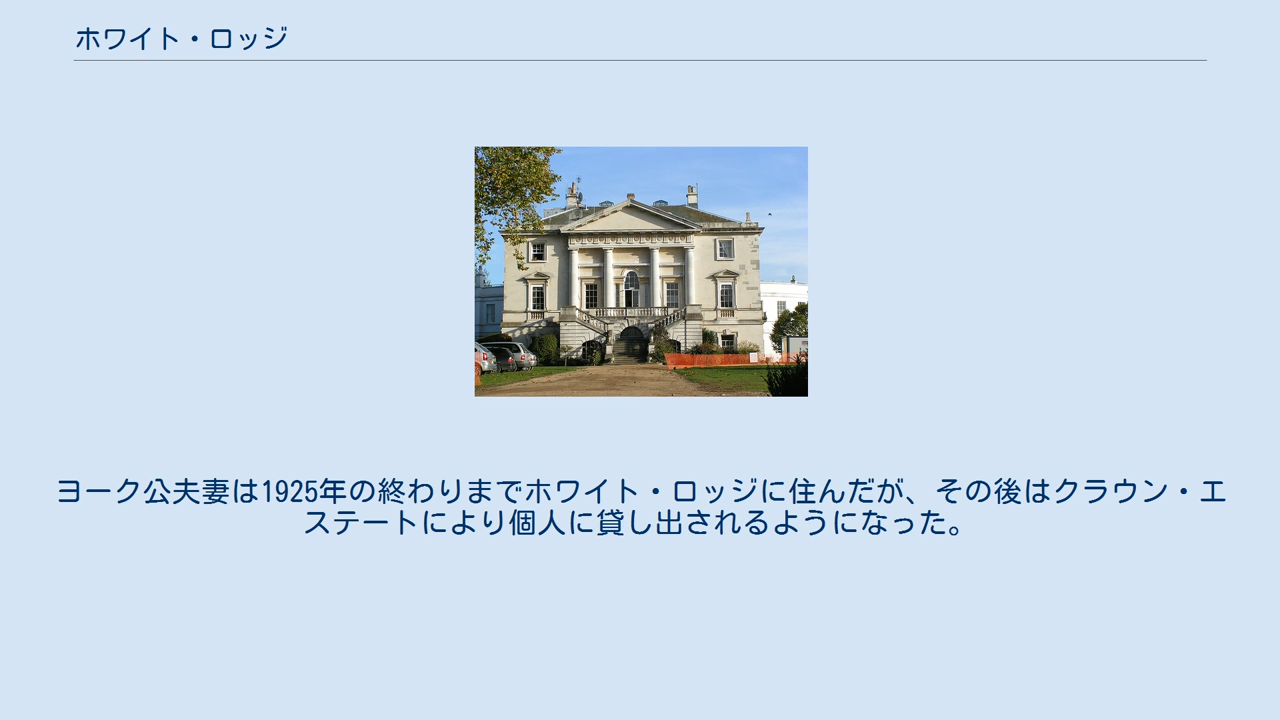 ホワイト・ロッジ
ヨーク公夫妻は1925年の終わりまでホワイト・ロッジに住んだが、その後はクラウン・エ
ステートにより個人に貸し出されるようになった。